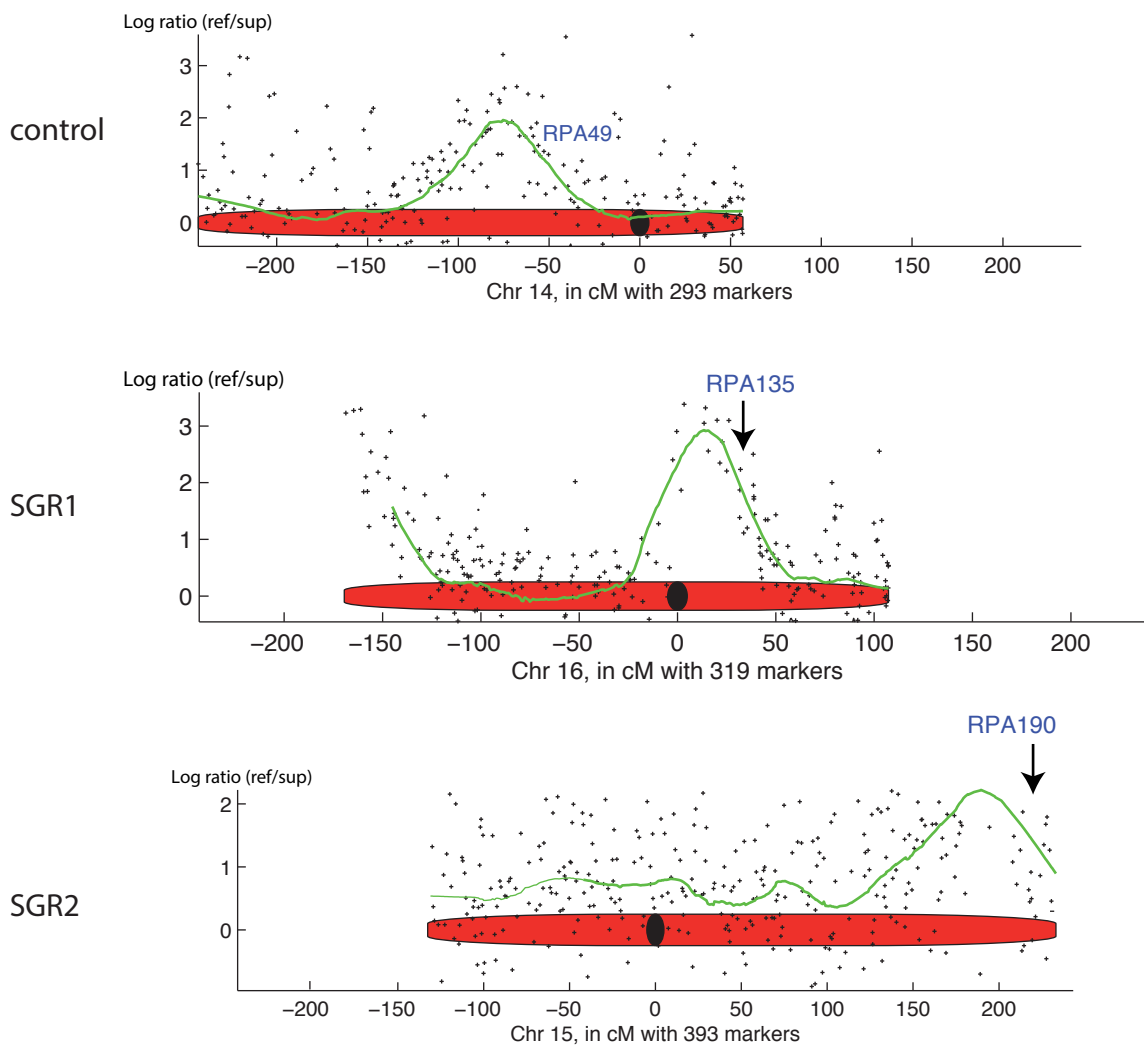 Log ratio (ref/sup)
3
2
1
0
control
RPA49
−200 −150 −100 −50 0 50 100 150 200
Chr 14, in cM with 293 markers
RPA135
Log ratio (ref/sup)
3
2
1
0
SGR1
−200 −150 −100 −50 0 50 100 150 200
Chr 16, in cM with 319 markers
RPA190
Log ratio (ref/sup)
2
1
0
SGR2
−200 −150 −100 −50 0 50 100 150 200
Chr 15, in cM with 393 markers